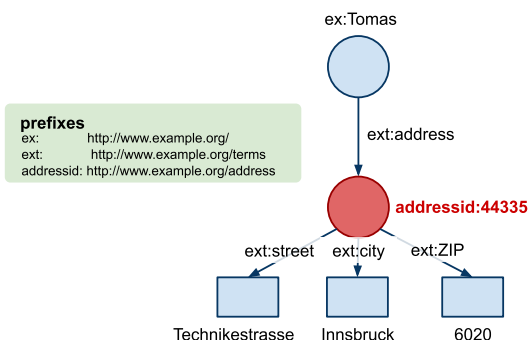 ex:Tomas
ext:address
prefixes
ex: http://www.example.org/
ext: http://www.example.org/terms
addressid: http://www.example.org/address
addressid:44335
ext:street ext:city ext:ZIP
Technikestrasse Innsbruck 6020